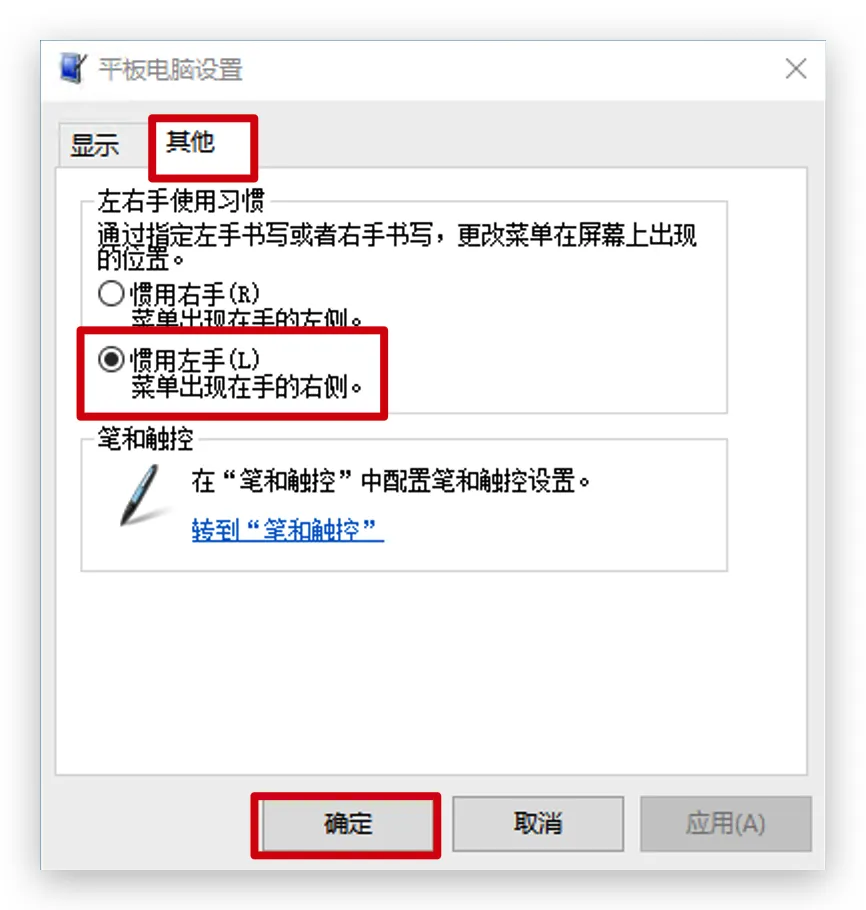 平板电脑设置
显示
其他
左右手使用习惯
通过指定左手书写或者右手书写，更改菜单在屏幕上出现
的位置。
惯用右手(R)
菜单出现在手的左侧。
惯用左手(L)
菜单出现在手的右侧。
笔和触控
在“笔和触控”中配置笔和触控设置。
转到“笔和触控”
确定
取消
应用(A)